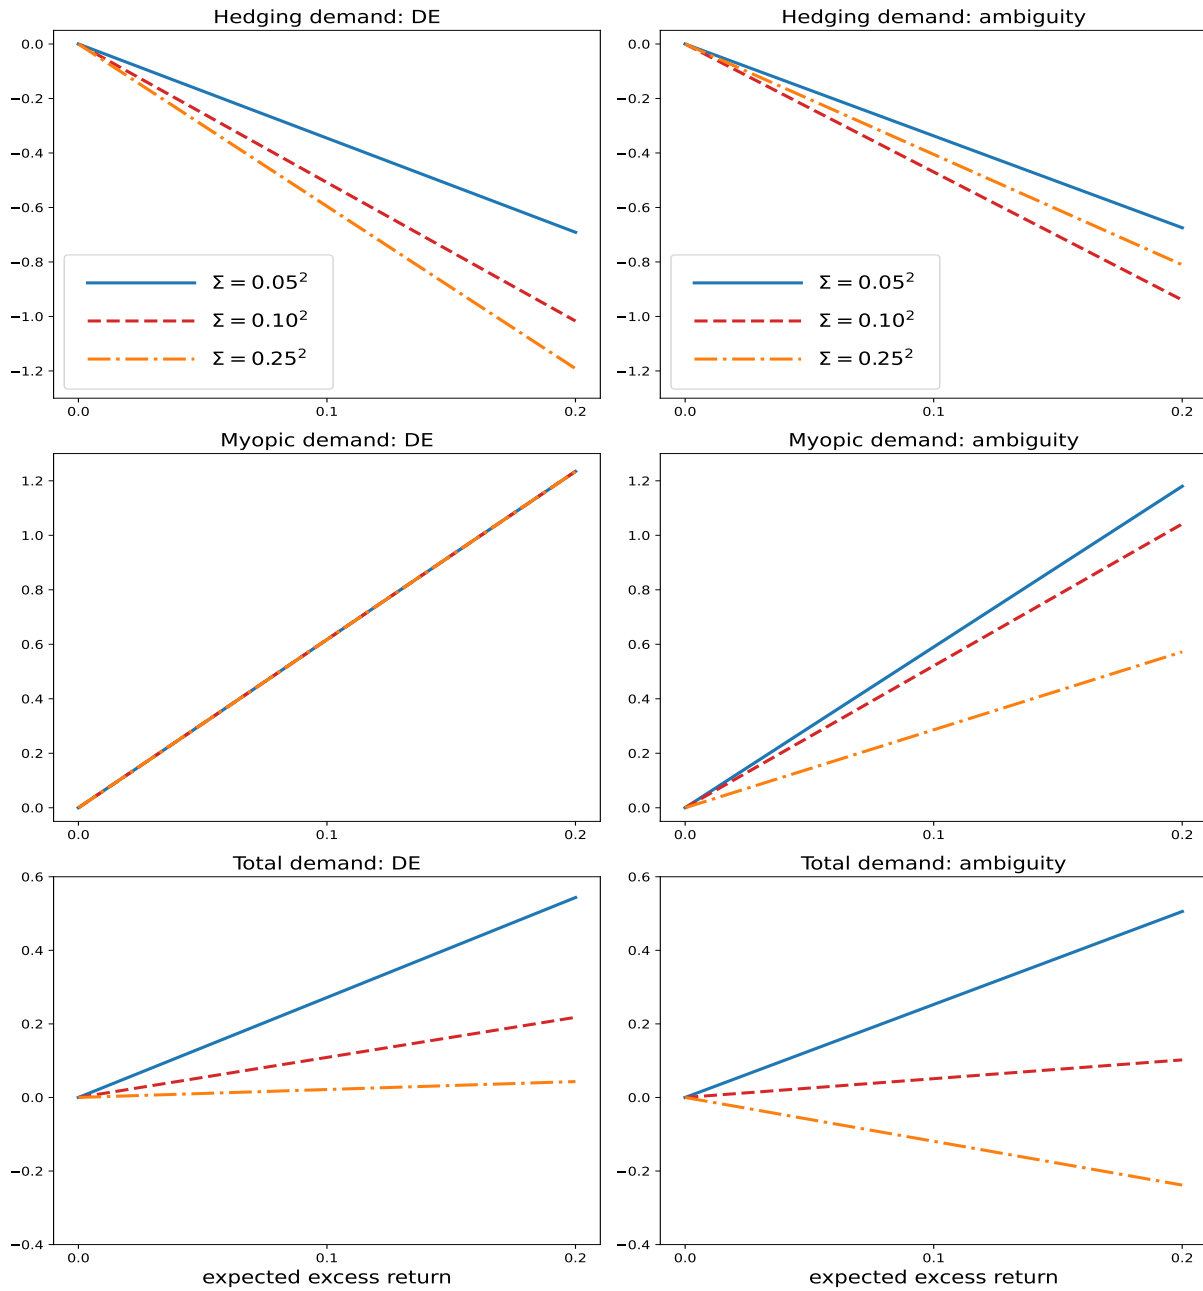 Hedging demand: DE
0.0
−0.2
−0.4
−0.6
−0.8
−1.0
−1.2
Σ = 0.05²
Σ = 0.10²
Σ = 0.25²
0.0 0.1 0.2
Hedging demand: ambiguity
0.0
−0.2
−0.4
−0.6
−0.8
−1.0
−1.2
Σ = 0.05²
Σ = 0.10²
Σ = 0.25²
0.0 0.1 0.2
Myopic demand: DE
1.2
1.0
0.8
0.6
0.4
0.2
0.0
0.0 0.1 0.2
Myopic demand: ambiguity
1.2
1.0
0.8
0.6
0.4
0.2
0.0
0.0 0.1 0.2
Total demand: DE
0.6
0.4
0.2
0.0
−0.2
−0.4
0.0 0.1 0.2
expected excess return
Total demand: ambiguity
0.6
0.4
0.2
0.0
−0.2
−0.4
0.0 0.1 0.2
expected excess return